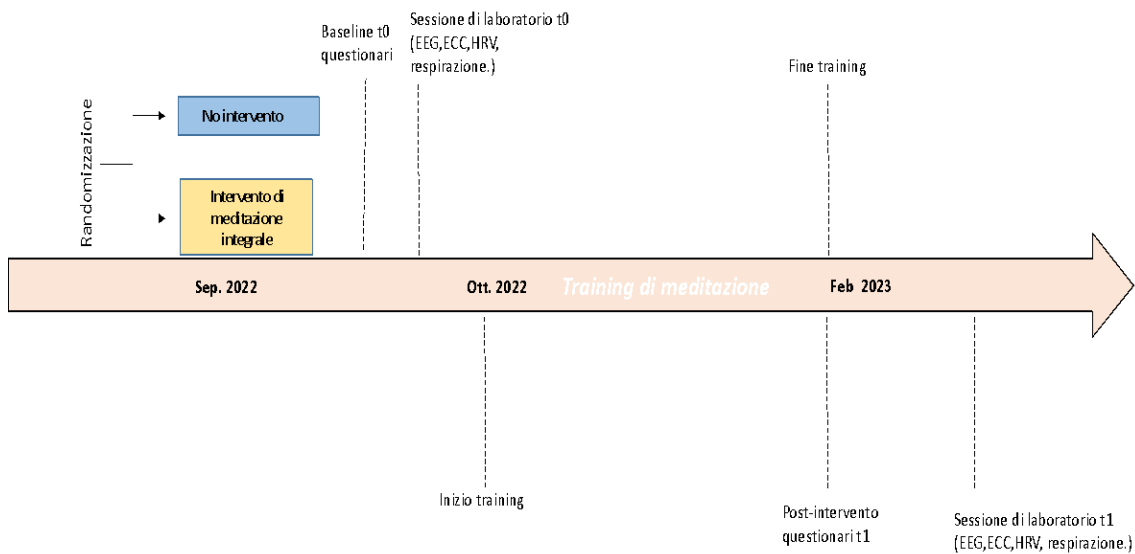 Baseline t0
questionari
Sessione di laboratorio t0
(EEG,ECC,HRV,
respirazione.)
Fine training
Randomizzazione
No intervento
Intervento di
meditazione
integrale
Sep. 2022
Ott. 2022
Training di meditazione
Feb 2023
Inizio training
Post-intervento
questionari t1
Sessione di laboratorio t1
(EEG,ECC,HRV, respirazione.)